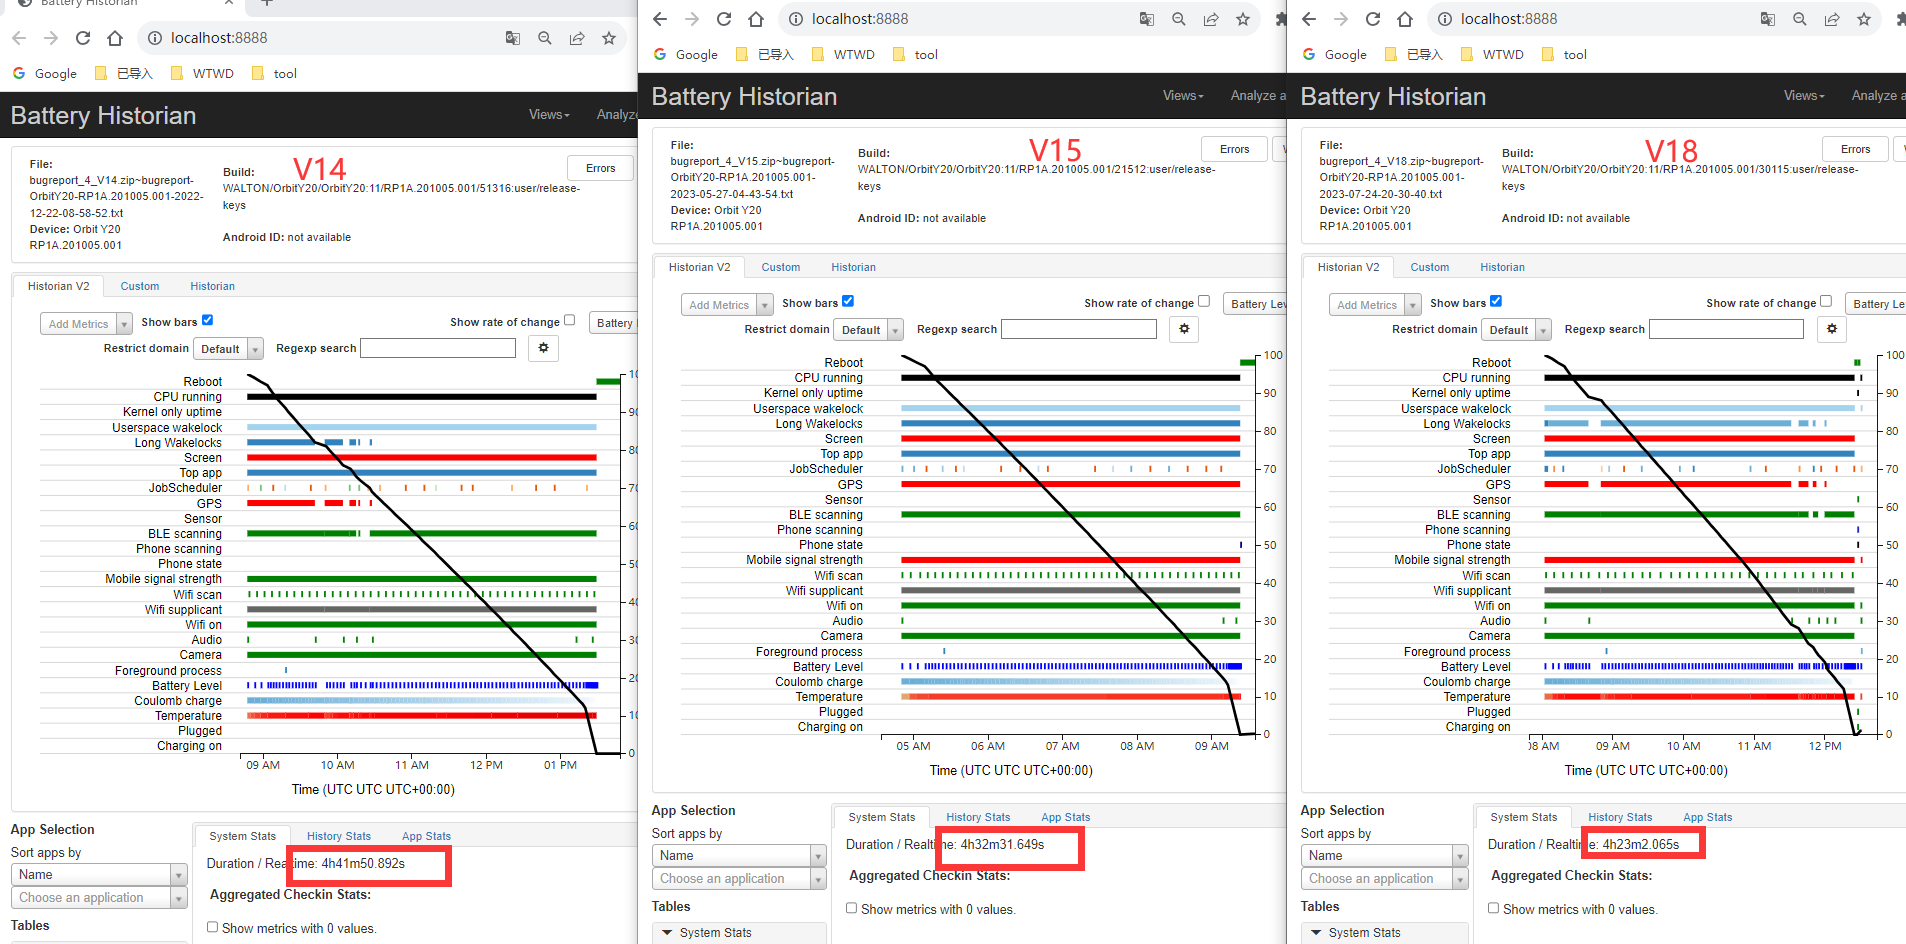 Battery Historian
localhost:8888
Google
已导入
WTWD
tool
Battery Historian
Views
Analyze
File:
bugreport_4_V14.zip~bugreport-
OrbitY20-RP1A.201005.001-2022-
12-22-08-58-52.txt
Device: Orbit Y20
RP1A.201005.001
V14
Build:
WALTON/OrbitY20/OrbitY20:11/RP1A.201005.001/51316:user/release-
keys
Android ID: not available
Errors
Historian V2
Custom
Historian
Add Metrics
Show bars
Show rate of change
Battery
Restrict domain
Default
Regexp search
Reboot
CPU running
Kernel only uptime
Userspace wakelock
Long Wakelocks
Screen
Top app
JobScheduler
GPS
Sensor
BLE scanning
Phone scanning
Phone state
Mobile signal strength
Wifi scan
Wifi supplicant
Wifi on
Audio
Camera
Foreground process
Battery Level
Coulomb charge
Temperature
Plugged
Charging on
09 AM
10 AM
11 AM
12 PM
01 PM
Time (UTC UTC UTC+00:00)
App Selection
Sort apps by
Name
Choose an application
Tables
System Stats
History Stats
App Stats
Duration / Realtime: 4h41m50.892s
Aggregated Checkin Stats:
Show metrics with 0 values.
localhost:8888
Google
已导入
WTWD
tool
Battery Historian
Views
Analyze a
File:
bugreport_4_V15.zip~bugreport-
OrbitY20-RP1A.201005.001-
2023-05-27-04-43-54.txt
Device: Orbit Y20
RP1A.201005.001
V15
Build:
WALTON/OrbitY20/OrbitY20:11/RP1A.201005.001/21512:user/release-
keys
Android ID: not available
Errors
Historian V2
Custom
Historian
Add Metrics
Show bars
Show rate of change
Battery Le
Restrict domain
Default
Regexp search
Reboot
CPU running
Kernel only uptime
Userspace wakelock
Long Wakelocks
Screen
Top app
JobScheduler
GPS
Sensor
BLE scanning
Phone scanning
Phone state
Mobile signal strength
Wifi scan
Wifi supplicant
Wifi on
Audio
Camera
Foreground process
Battery Level
Coulomb charge
Temperature
Plugged
Charging on
100
90
80
70
60
50
40
30
20
10
0
05 AM
06 AM
07 AM
08 AM
09 AM
Time (UTC UTC UTC+00:00)
App Selection
Sort apps by
Name
Choose an application
Tables
System Stats
System Stats
History Stats
App Stats
Duration / Realtime: 4h32m31.649s
Aggregated Checkin Stats:
Show metrics with 0 values.
localhost:8888
Google
已导入
WTWD
tool
Battery Historian
Views
Analyze a
File:
bugreport_4_V18.zip~bugreport-
OrbitY20-RP1A.201005.001-
2023-07-24-20-30-40.txt
Device: Orbit Y20
RP1A.201005.001
V18
Build:
WALTON/OrbitY20/OrbitY20:11/RP1A.201005.001/30115:user/release-
keys
Android ID: not available
Errors
Historian V2
Custom
Historian
Add Metrics
Show bars
Show rate of change
Battery Le
Restrict domain
Default
Regexp search
Reboot
CPU running
Kernel only uptime
Userspace wakelock
Long Wakelocks
Screen
Top app
JobScheduler
GPS
Sensor
BLE scanning
Phone scanning
Phone state
Mobile signal strength
Wifi scan
Wifi supplicant
Wifi on
Audio
Camera
Foreground process
Battery Level
Coulomb charge
Temperature
Plugged
Charging on
100
90
80
70
60
50
40
30
20
10
0
08 AM
09 AM
10 AM
11 AM
12 PM
Time (UTC UTC UTC+00:00)
App Selection
Sort apps by
Name
Choose an application
Tables
System Stats
System Stats
History Stats
App Stats
Duration / Realtime: 4h23m2.065s
Aggregated Checkin Stats:
Show metrics with 0 values.